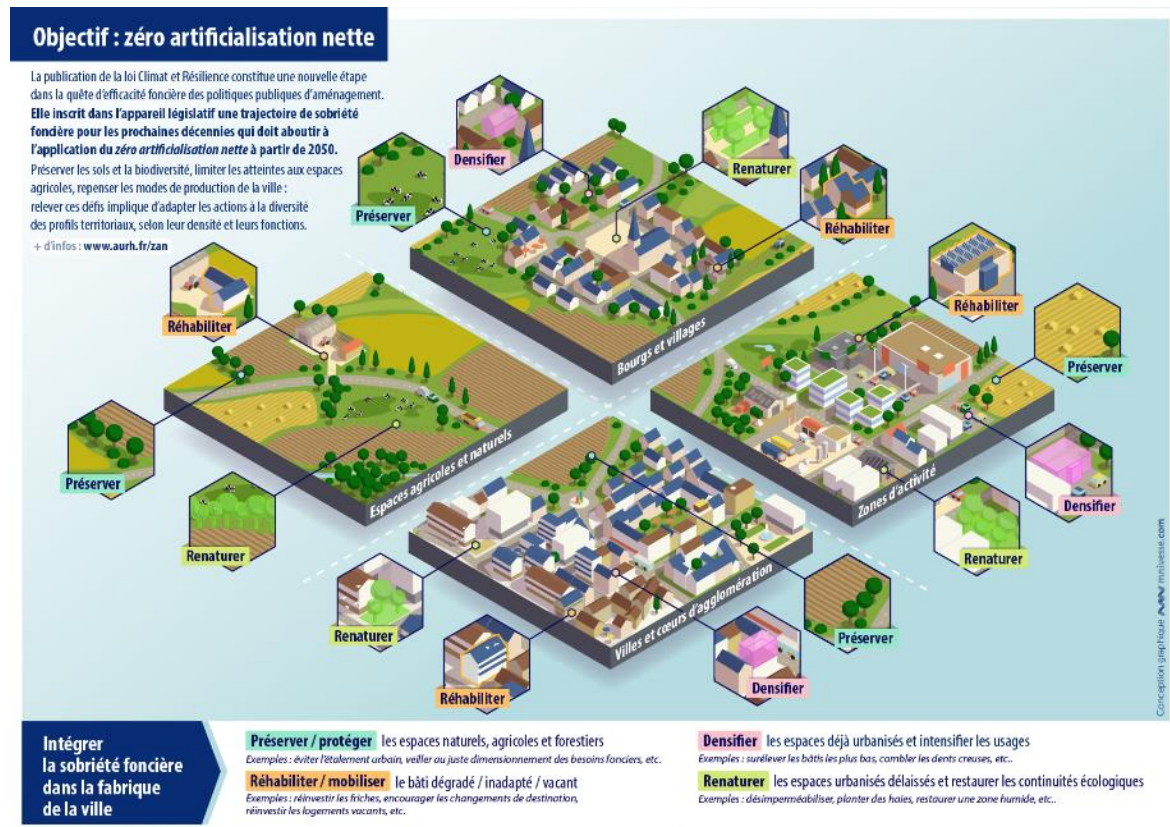 Objectif : zéro artificialisation nette
La publication de la loi Climat et Résilience constitue une nouvelle étape
dans la quête d'efficacité foncière des politiques publiques d'aménagement.
Elle inscrit dans l'appareil législatif une trajectoire de sobriété
foncière pour les prochaines décennies qui doit aboutir à
l'application du zéro artificialisation nette à partir de 2050.
Préserver les sols et la biodiversité, limiter les atteintes aux espaces
agricoles, repenser les modes de production de la ville :
relever ces défis implique d'adapter les actions à la diversité
des profils territoriaux, selon leur densité et leurs fonctions.
+ d'infos : www.aurh.fr/zan
Densifier
Renaturer
Préserver
Réhabiliter
Bourgs et villages
Réhabiliter
Préserver
Renaturer
Espaces agricoles et naturels
Réhabiliter
Préserver
Densifier
Renaturer
Zones d'activité
Renaturer
Réhabiliter
Densifier
Préserver
Villes et cœurs d'agglomération
Conception graphique mnivesse.com
Intégrer
la sobriété foncière
dans la fabrique
de la ville
Préserver / protéger les espaces naturels, agricoles et forestiers
Exemples : éviter l'étalement urbain, veiller au juste dimensionnement des besoins fonciers, etc.
Réhabiliter / mobiliser le bâti dégradé / inadapté / vacant
Exemples : réinvestir les friches, encourager les changements de destination,
réinvestir les logements vacants, etc.
Densifier les espaces déjà urbanisés et intensifier les usages
Exemples : surélever les bâtis les plus bas, combler les dents creuses, etc..
Renaturer les espaces urbanisés délaissés et restaurer les continuités écologiques
Exemples : désimperméabiliser, planter des haies, restaurer une zone humide, etc..